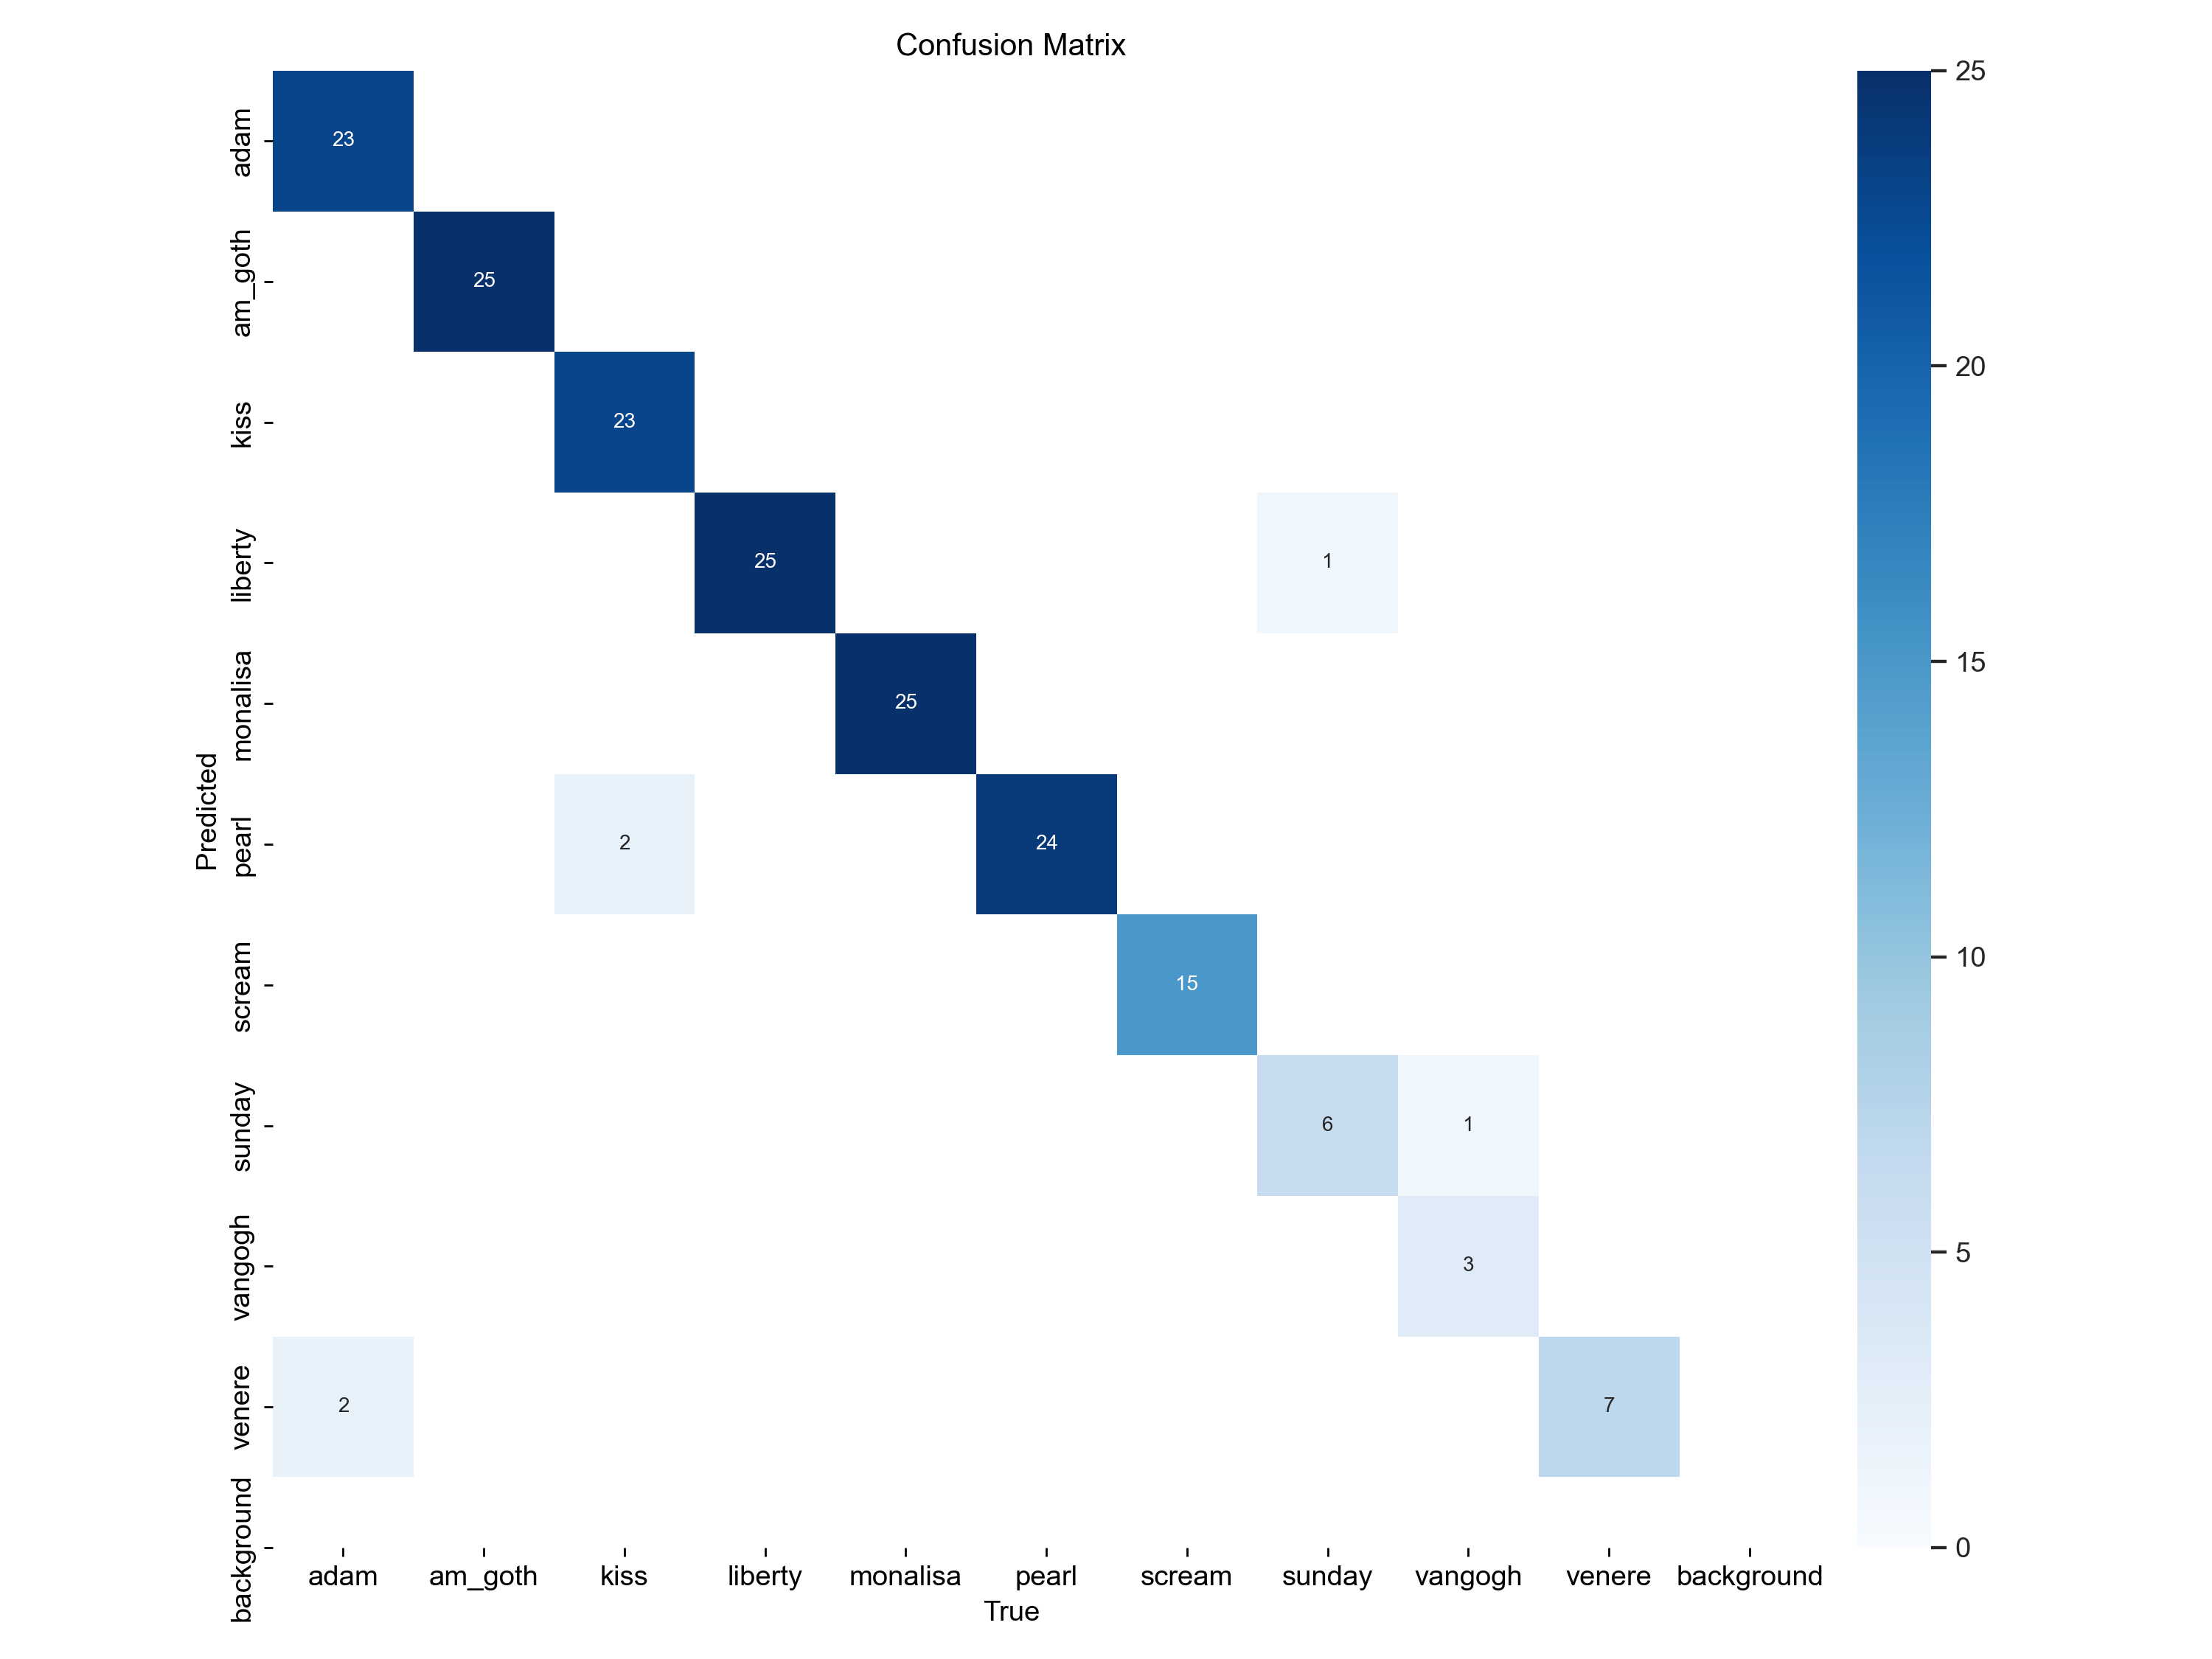 Confusion Matrix
adam
23
25
am_goth
23
20
25
kiss
25
1
liberty
25
15
monalisa
Predicted
2
24
pearl
15
10
scream
6
1
sunday
3
5
vangogh
2
7
venere
background
0
adam am_goth kiss liberty monalisa pearl scream sunday vangogh venere background
True